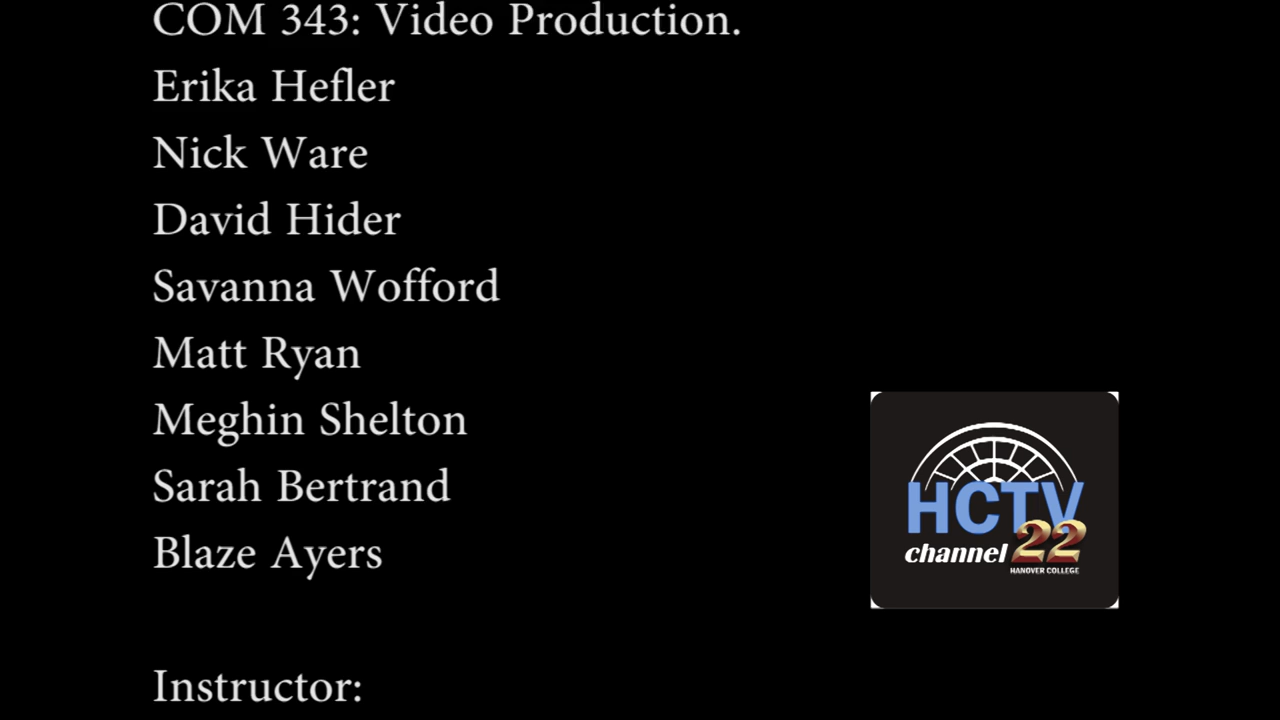 COM 343: Video Production.
Erika Hefler
Nick Ware
David Hider
Savanna Wofford
Matt Ryan
Meghin Shelton
Sarah Bertrand
Blaze Ayers
HCTV
channel 22
HANOVER COLLEGE
Instructor: